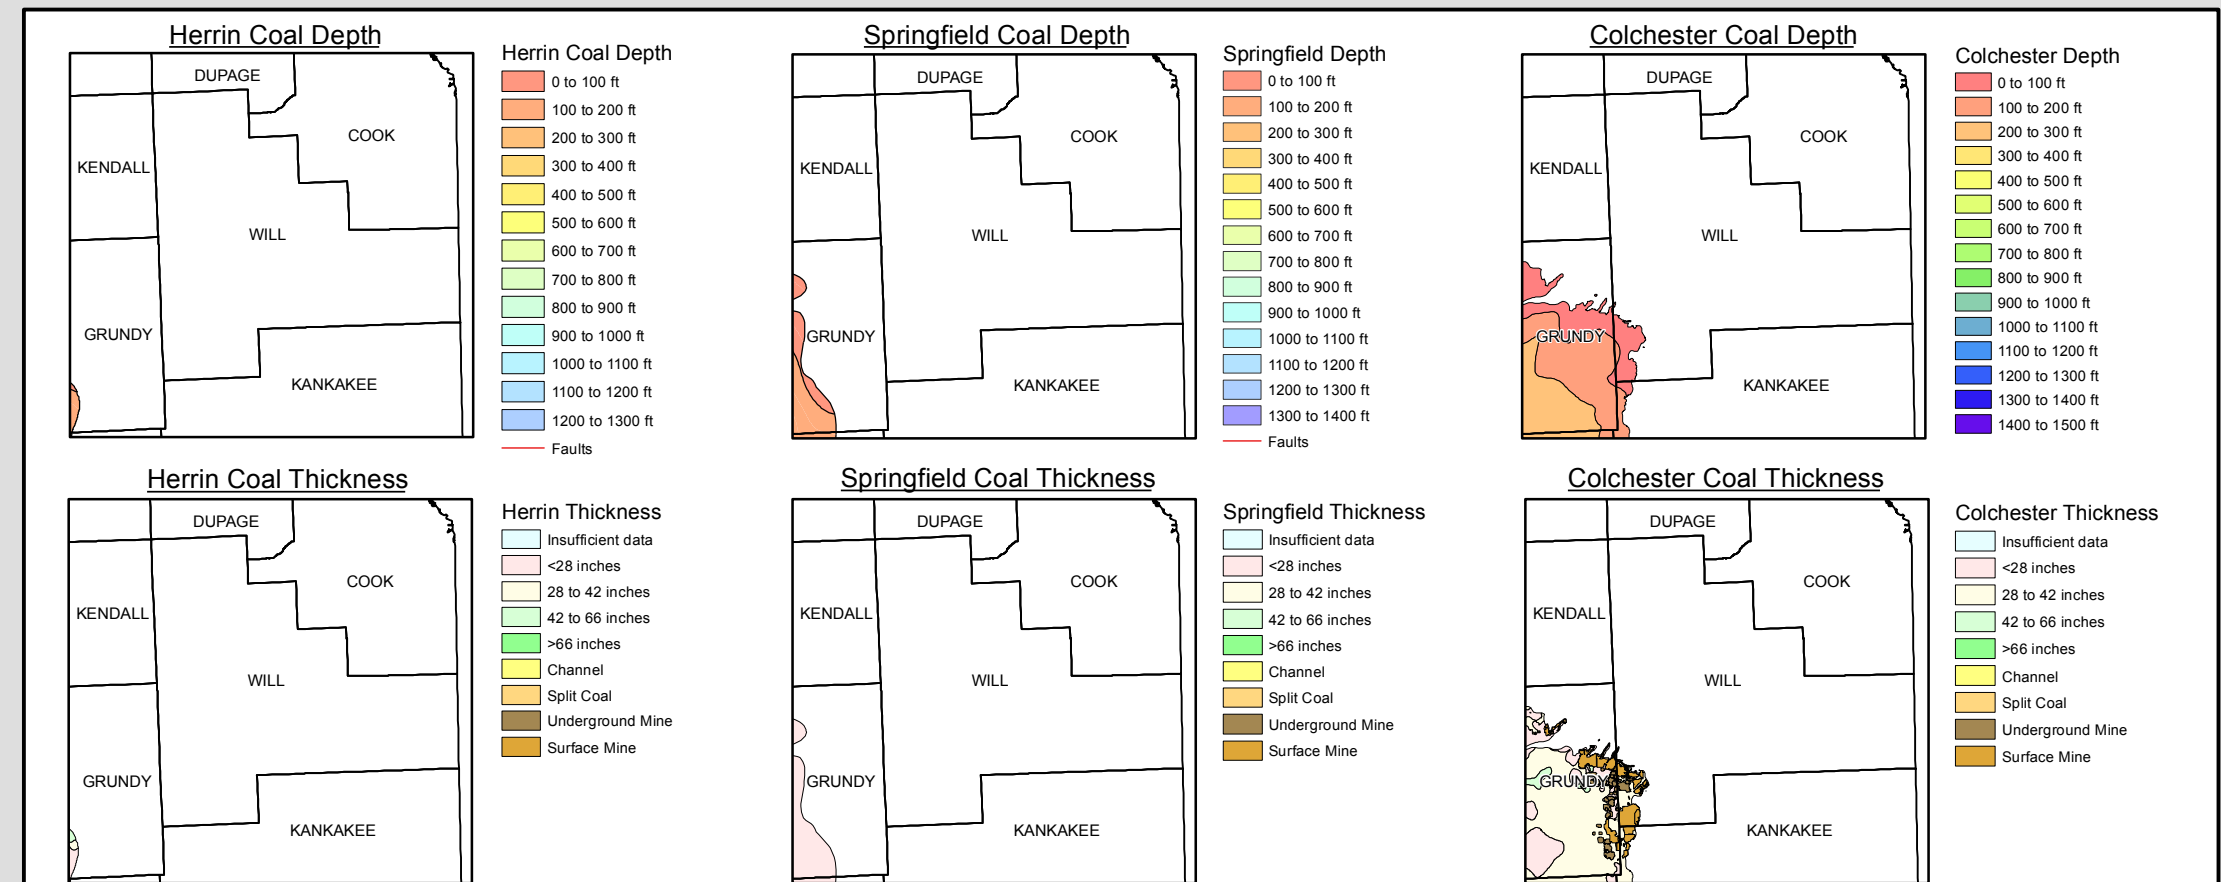 Herrin Coal Depth
DUPAGE
COOK
KENDALL
WILL
GRUNDY
KANKAKEE
Herrin Coal Depth
0 to 100 ft
100 to 200 ft
200 to 300 ft
300 to 400 ft
400 to 500 ft
500 to 600 ft
600 to 700 ft
700 to 800 ft
800 to 900 ft
900 to 1000 ft
1000 to 1100 ft
1100 to 1200 ft
1200 to 1300 ft
Faults
Springfield Coal Depth
DUPAGE
COOK
KENDALL
WILL
GRUNDY
KANKAKEE
Springfield Depth
0 to 100 ft
100 to 200 ft
200 to 300 ft
300 to 400 ft
400 to 500 ft
500 to 600 ft
600 to 700 ft
700 to 800 ft
800 to 900 ft
900 to 1000 ft
1000 to 1100 ft
1100 to 1200 ft
1200 to 1300 ft
1300 to 1400 ft
Faults
Colchester Coal Depth
DUPAGE
COOK
KENDALL
WILL
GRUNDY
KANKAKEE
Colchester Depth
0 to 100 ft
100 to 200 ft
200 to 300 ft
300 to 400 ft
400 to 500 ft
500 to 600 ft
600 to 700 ft
700 to 800 ft
800 to 900 ft
900 to 1000 ft
1000 to 1100 ft
1100 to 1200 ft
1200 to 1300 ft
1300 to 1400 ft
1400 to 1500 ft
Herrin Coal Thickness
DUPAGE
COOK
KENDALL
WILL
GRUNDY
KANKAKEE
Herrin Thickness
Insufficient data
<28 inches
28 to 42 inches
42 to 66 inches
>66 inches
Channel
Split Coal
Underground Mine
Surface Mine
Springfield Coal Thickness
DUPAGE
COOK
KENDALL
WILL
GRUNDY
KANKAKEE
Springfield Thickness
Insufficient data
<28 inches
28 to 42 inches
42 to 66 inches
>66 inches
Channel
Split Coal
Underground Mine
Surface Mine
Colchester Coal Thickness
DUPAGE
COOK
KENDALL
WILL
GRUNDY
KANKAKEE
Colchester Thickness
Insufficient data
<28 inches
28 to 42 inches
42 to 66 inches
>66 inches
Channel
Split Coal
Underground Mine
Surface Mine